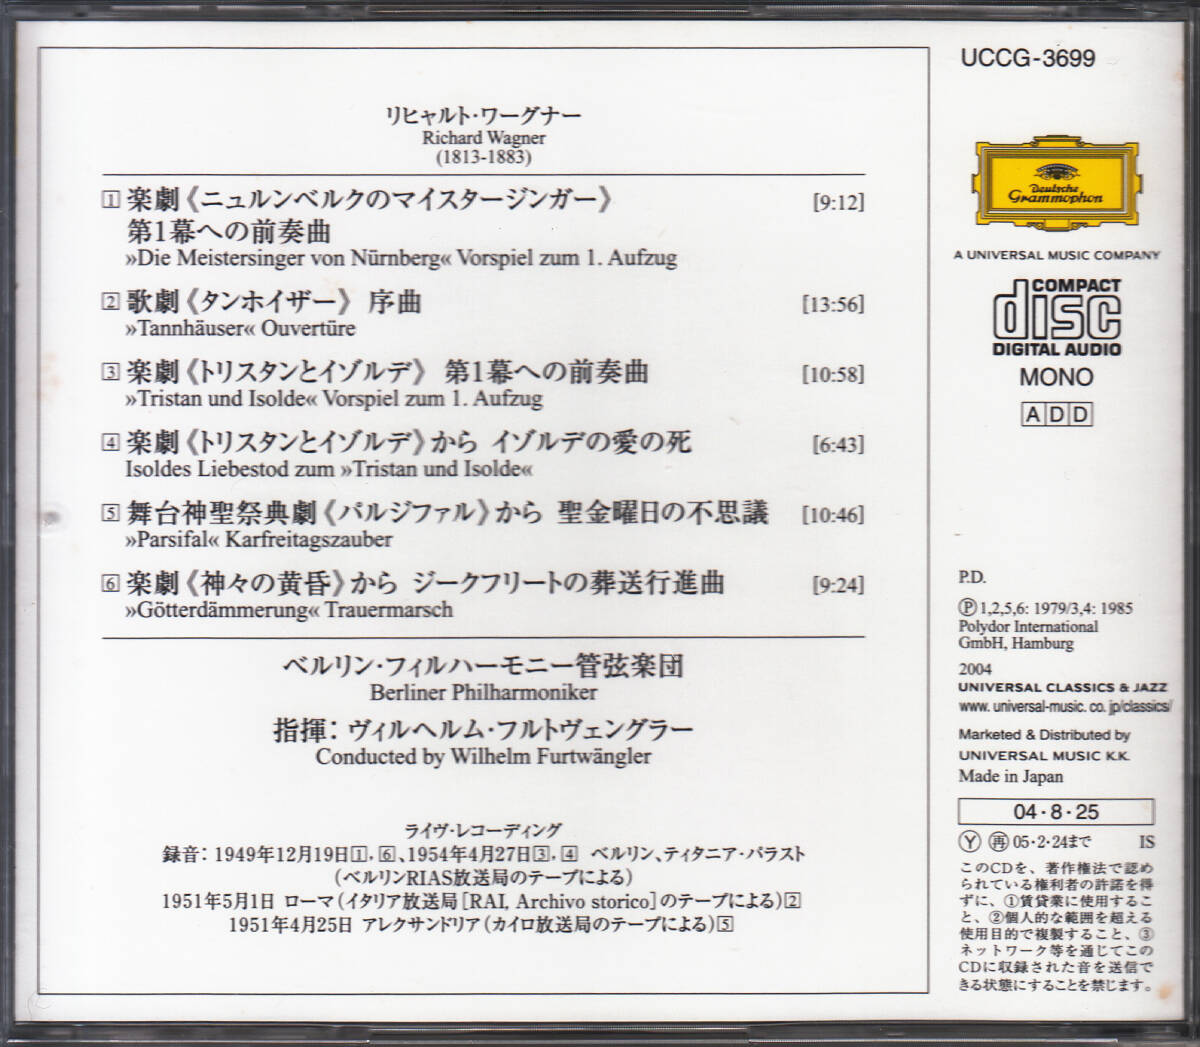 リヒャルト・ワーグナー
Richard Wagner
(1813-1883)
1 楽劇《ニュルンベルクのマイスタージンガー》 [9:12]
第1幕への前奏曲
»Die Meistersinger von Nürnberg« Vorspiel zum 1. Aufzug
2 歌劇《タンホイザー》 序曲 [13:56]
»Tannhäuser« Ouvertüre
3 楽劇《トリスタンとイゾルデ》 第1幕への前奏曲 [10:58]
»Tristan und Isolde« Vorspiel zum 1. Aufzug
4 楽劇《トリスタンとイゾルデ》から イゾルデの愛の死 [6:43]
Isoldes Liebestod zum »Tristan und Isolde«
5 舞台神聖祭典劇《パルジファル》から 聖金曜日の不思議 [10:46]
»Parsifal« Karfreitagszauber
6 楽劇《神々の黄昏》から ジークフリートの葬送行進曲 [9:24]
»Götterdämmerung« Trauermarsch
ベルリン・フィルハーモニー管弦楽団
Berliner Philharmoniker
指揮: ヴィルヘルム・フルトヴェングラー
Conducted by Wilhelm Furtwängler
ライヴ・レコーディング
録音: 1949年12月19日1, 6、1954年4月27日3, 4 ベルリン、ティタニア・パラスト
(ベルリンRIAS放送局のテープによる)
1951年5月1日 ローマ (イタリア放送局[RAI, Archivo storico]のテープによる)2
1951年4月25日 アレクサンドリア (カイロ放送局のテープによる)5
UCCG-3699
Deutsche
Grammophon
A UNIVERSAL MUSIC COMPANY
COMPACT
disc
DIGITAL AUDIO
MONO
ADD
P.D.
Ⓟ 1,2,5,6: 1979/3,4: 1985
Polydor International
GmbH, Hamburg
2004
UNIVERSAL CLASSICS & JAZZ
www. universal-music. co. jp/classics/
Marketed & Distributed by
UNIVERSAL MUSIC K.K.
Made in Japan
04・8・25
Ⓨ 再 05・2・24まで IS
このCDを、著作権法で認め
られている権利者の許諾を得
ずに、①賃貸業に使用するこ
と、②個人的な範囲を超える
使用目的で複製すること、③
ネットワーク等を通じてこの
CDに収録された音を送信で
きる状態にすることを禁じます。